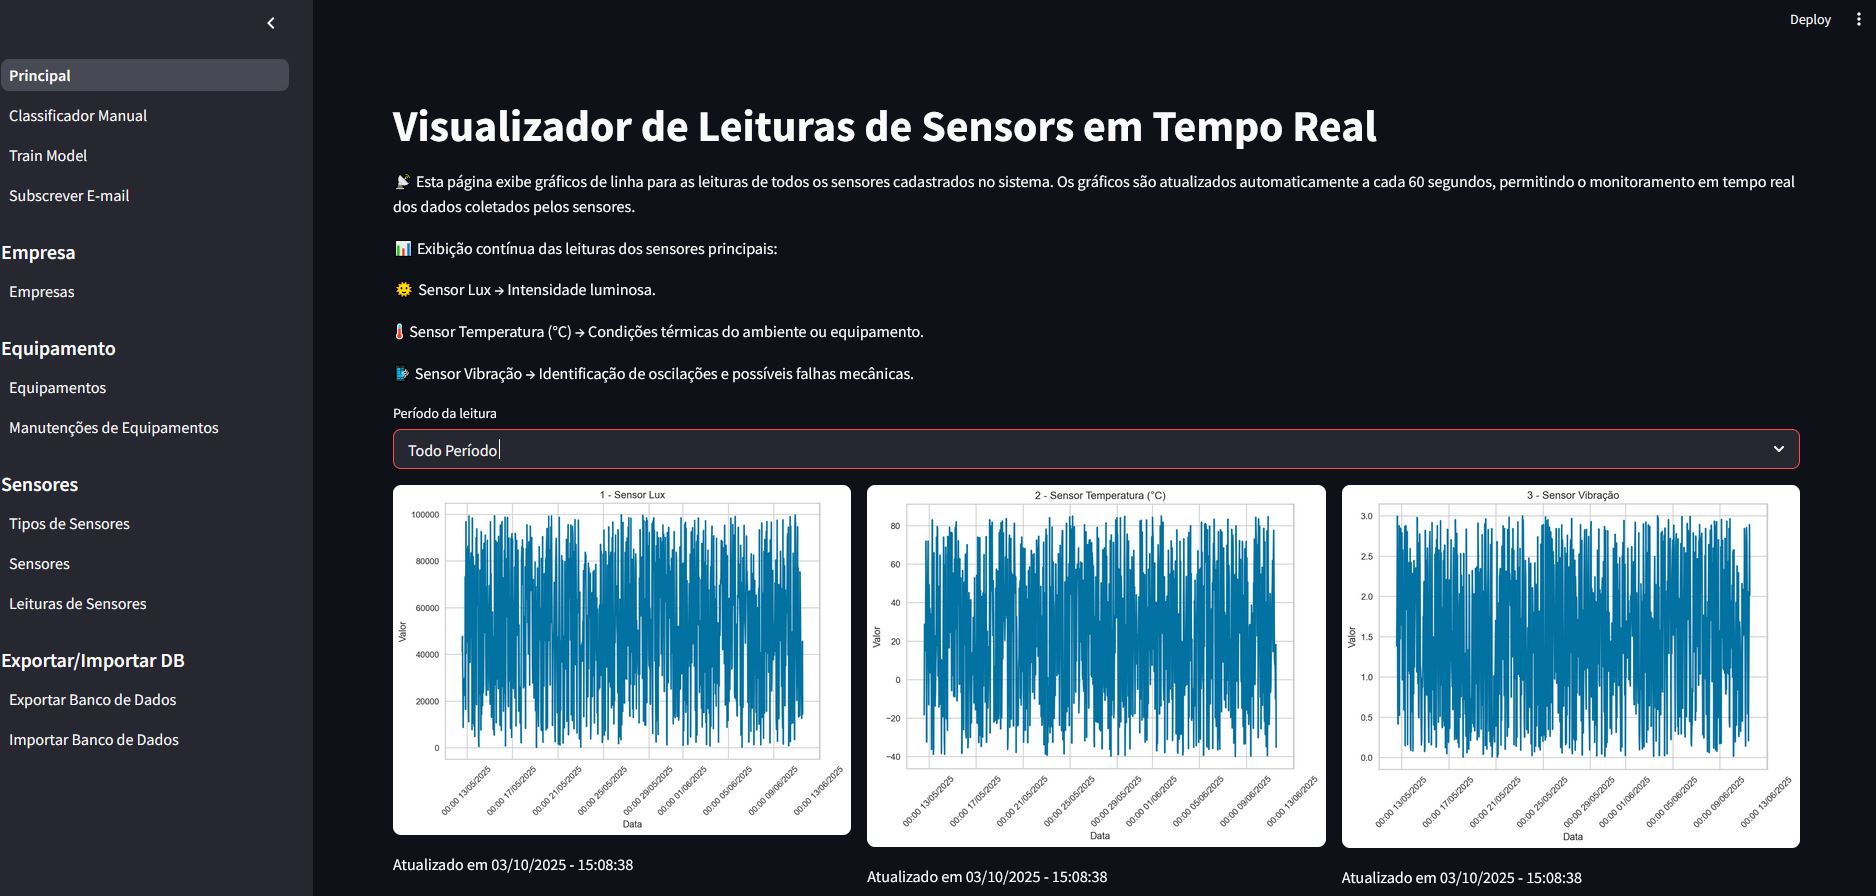 Deploy
Principal
Classificador Manual
Train Model
Subscrever E-mail
Empresa
Empresas
Equipamento
Equipamentos
Manutenções de Equipamentos
Sensores
Tipos de Sensores
Sensores
Leituras de Sensores
Exportar/Importar DB
Exportar Banco de Dados
Importar Banco de Dados
Visualizador de Leituras de Sensors em Tempo Real
Esta página exibe gráficos de linha para as leituras de todos os sensores cadastrados no sistema. Os gráficos são atualizados automaticamente a cada 60 segundos, permitindo o monitoramento em tempo real
dos dados coletados pelos sensores.
Exibição contínua das leituras dos sensores principais:
Sensor Lux → Intensidade luminosa.
Sensor Temperatura (°C) → Condições térmicas do ambiente ou equipamento.
Sensor Vibração → Identificação de oscilações e possíveis falhas mecânicas.
Período da leitura
Todo Período
1 - Sensor Lux
Valor
100000
80000
60000
40000
20000
0
00:00 13/05/2025
00:00 17/05/2025
00:00 21/05/2025
00:00 25/05/2025
00:00 29/05/2025
00:00 01/06/2025
00:00 05/06/2025
00:00 09/06/2025
00:00 13/06/2025
Data
Atualizado em 03/10/2025 - 15:08:38
2 - Sensor Temperatura (°C)
Valor
80
60
40
20
0
−20
−40
00:00 13/05/2025
00:00 17/05/2025
00:00 21/05/2025
00:00 25/05/2025
00:00 29/05/2025
00:00 01/06/2025
00:00 05/06/2025
00:00 09/06/2025
00:00 13/06/2025
Data
Atualizado em 03/10/2025 - 15:08:38
3 - Sensor Vibração
Valor
3.0
2.5
2.0
1.5
1.0
0.5
0.0
00:00 13/05/2025
00:00 17/05/2025
00:00 21/05/2025
00:00 25/05/2025
00:00 29/05/2025
00:00 01/06/2025
00:00 05/06/2025
00:00 09/06/2025
00:00 13/06/2025
Data
Atualizado em 03/10/2025 - 15:08:38